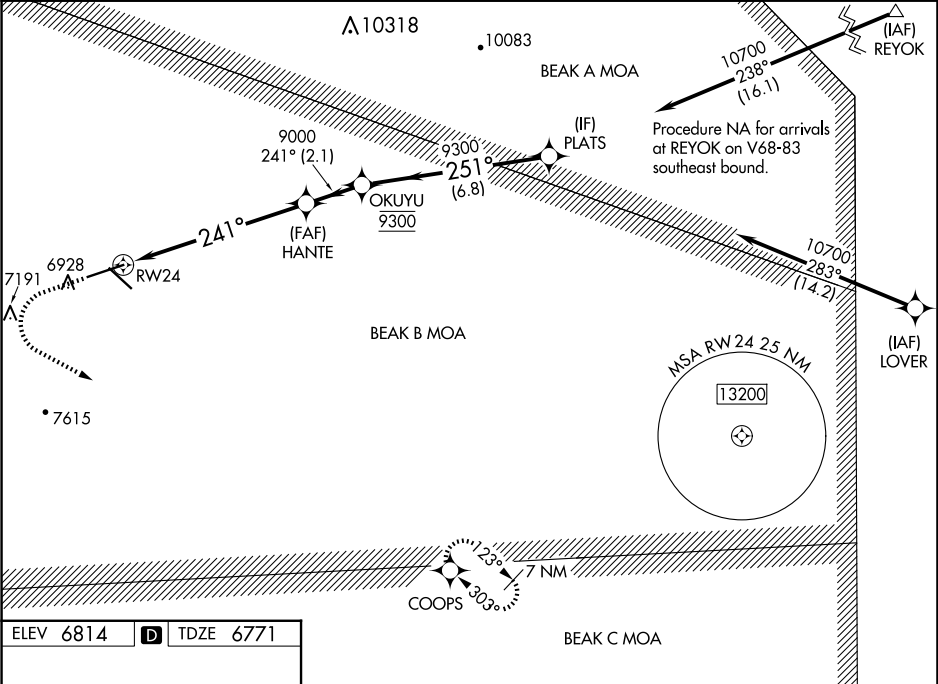 10318
10083
(IAF)
REYOK
10700
238°
(16.1)
BEAK A MOA
(IF)
PLATS
Procedure NA for arrivals
at REYOK on V68-83
southeast bound.
9000
241° (2.1)
9300
251°
(6.8)
OKUYU
9300
241°
(FAF)
HANTE
10700
283°
(14.2)
6928
7191
RW24
BEAK B MOA
(IAF)
LOVER
MSA RW 24 25 NM
13200
7615
123°
7 NM
303°
COOPS
ELEV 6814 D TDZE 6771
BEAK C MOA